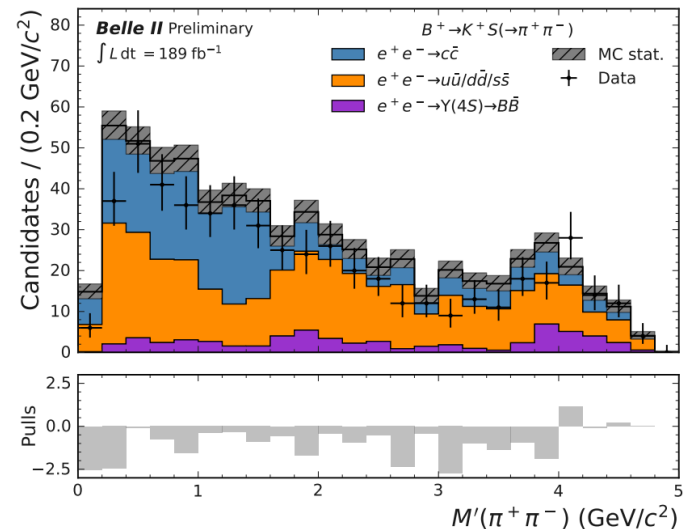 Belle II Preliminary
∫ L dt = 189 fb⁻¹
B⁺→K⁺S(→π⁺π⁻)
e⁺e⁻→cc̄
e⁺e⁻→uū/dd̄/ss̄
e⁺e⁻→Υ(4S)→BB̄
MC stat.
Data
Candidates / (0.2 GeV/c²)
80
70
60
50
40
30
20
10
0
Pulls
2.5
0.0
−2.5
0
1
2
3
4
5
M′(π⁺π⁻) (GeV/c²)